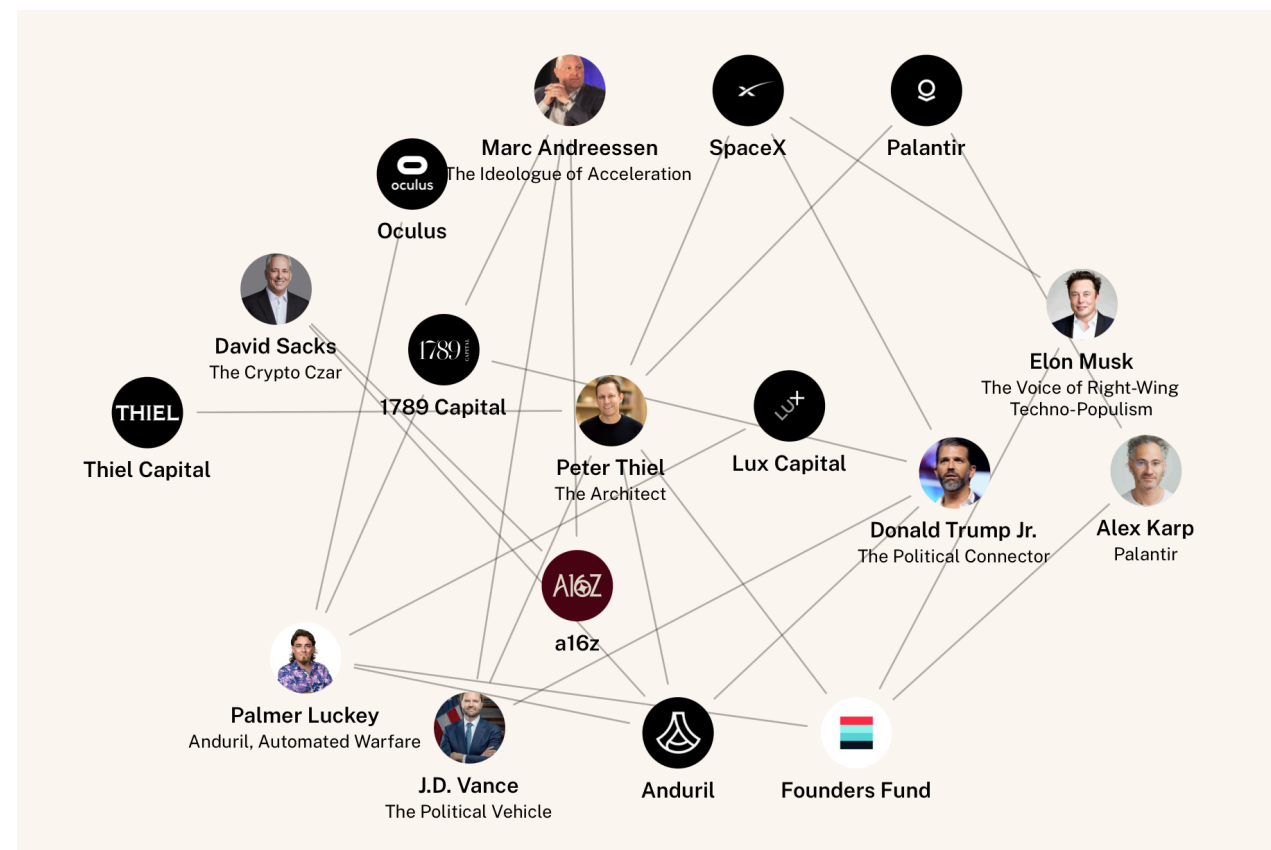 Marc Andreessen
The Ideologue of Acceleration
SpaceX
Palantir
oculus
Oculus
David Sacks
The Crypto Czar
1789
CAPITAL
1789 Capital
Elon Musk
The Voice of Right-Wing
Techno-Populism
THIEL
Thiel Capital
Peter Thiel
The Architect
LUX
Lux Capital
Donald Trump Jr.
The Political Connector
Alex Karp
Palantir
A16Z
a16z
Palmer Luckey
Anduril, Automated Warfare
J.D. Vance
The Political Vehicle
Anduril
Founders Fund